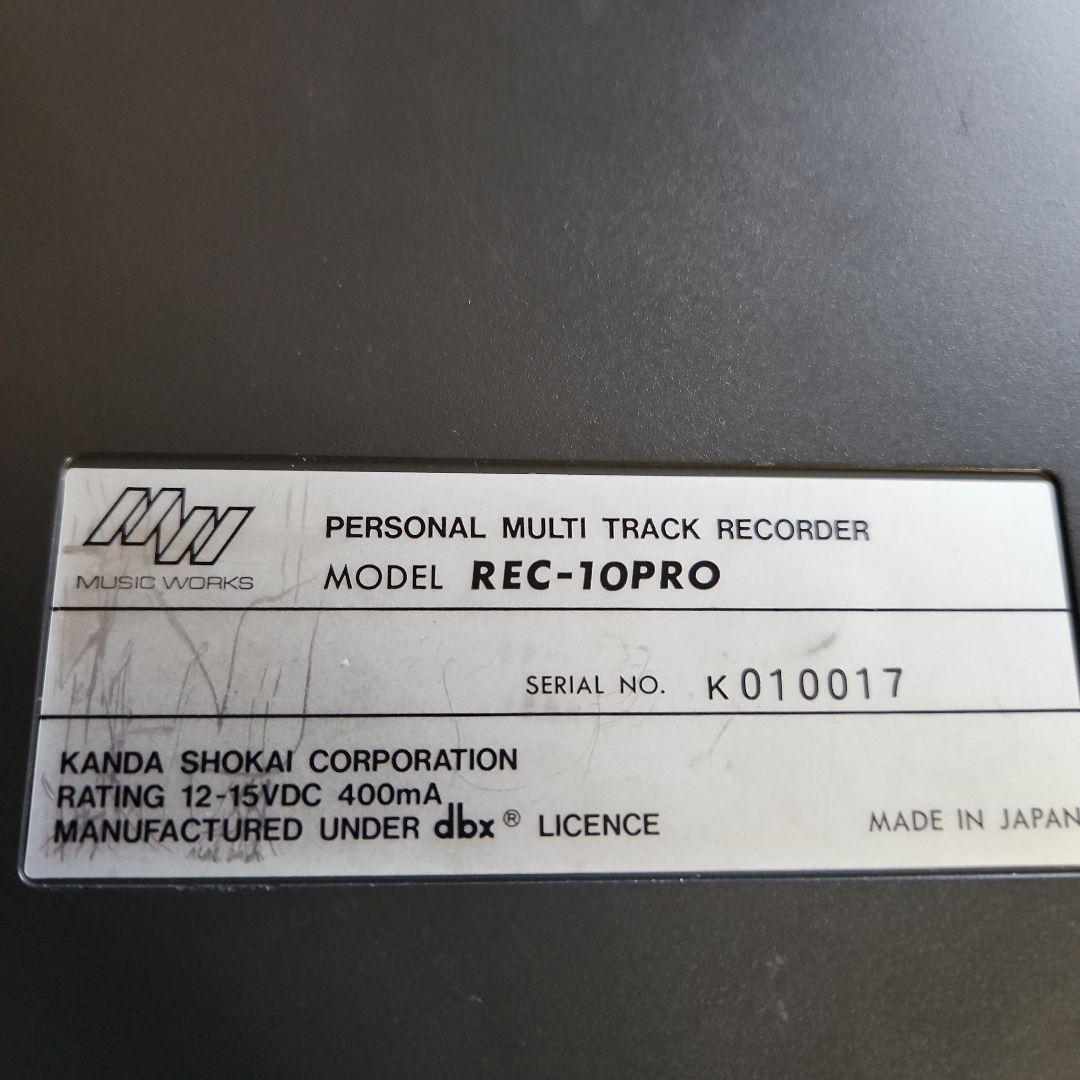 MW
MUSIC WORKS
PERSONAL MULTI TRACK RECORDER
MODEL REC-10PRO
SERIAL NO. K010017
KANDA SHOKAI CORPORATION
RATING 12-15VDC 400mA
MANUFACTURED UNDER dbx® LICENCE
MADE IN JAPAN